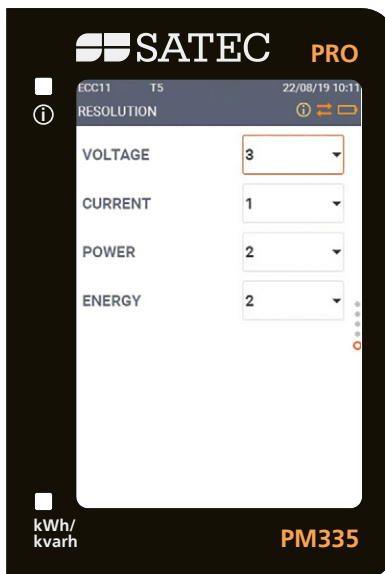 SATEC PRO
ECC11 T5 22/08/19 10:11
RESOLUTION
VOLTAGE 3
CURRENT 1
POWER 2
ENERGY 2
kWh/
kvarh
PM335